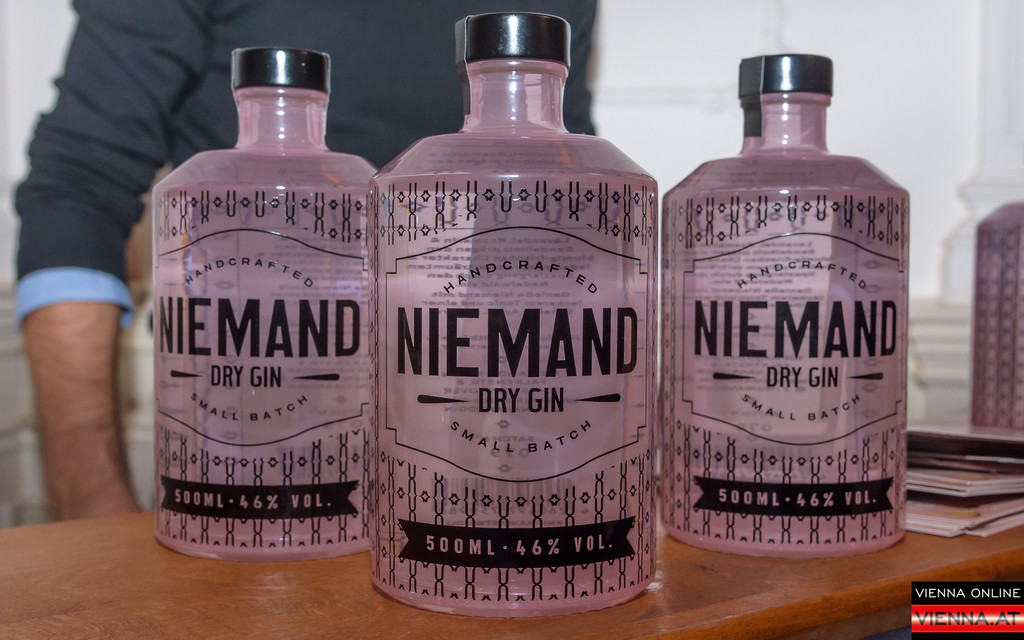 HANDCRAFTED
NIEMAND
DRY GIN
SMALL BATCH
500ML · 46% VOL.
HANDCRAFTED
NIEMAND
DRY GIN
SMALL BATCH
500ML · 46% VOL.
HANDCRAFTED
NIEMAND
DRY GIN
SMALL BATCH
500ML · 46% VOL.
VIENNA ONLINE
VIENNA.AT